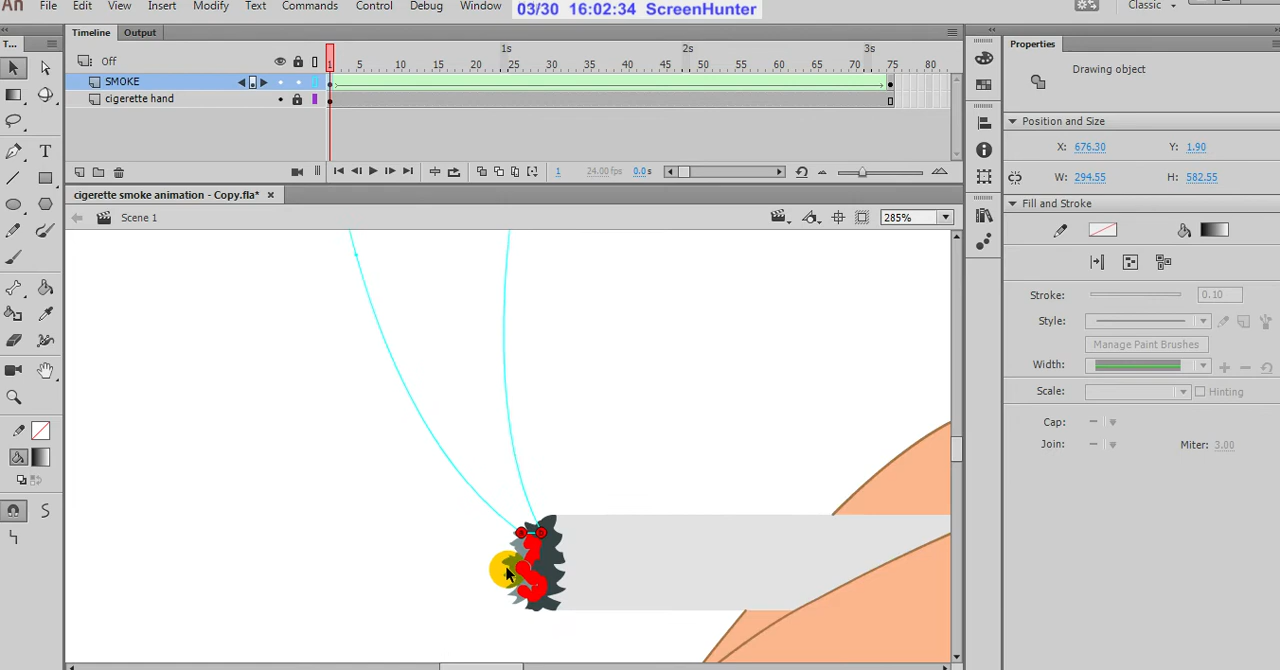 An File Edit View Insert Modify Text Commands Control Debug Window Classic
03/30 16:02:34 ScreenHunter
T...
Timeline Output
Properties
Off
1s 2s 3s
1 5 10 15 20 25 30 35 40 45 50 55 60 65 70 75 80
SMOKE
cigerette hand
1 24.00 fps 0.0 s
cigerette smoke animation - Copy.fla*
Scene 1
285%
Drawing object
Position and Size
X: 676.30 Y: 1.90
W: 294.55 H: 582.55
Fill and Stroke
Stroke: 0.10
Style:
Manage Paint Brushes
Width:
Scale: Hinting
Cap:
Join: Miter: 3.00